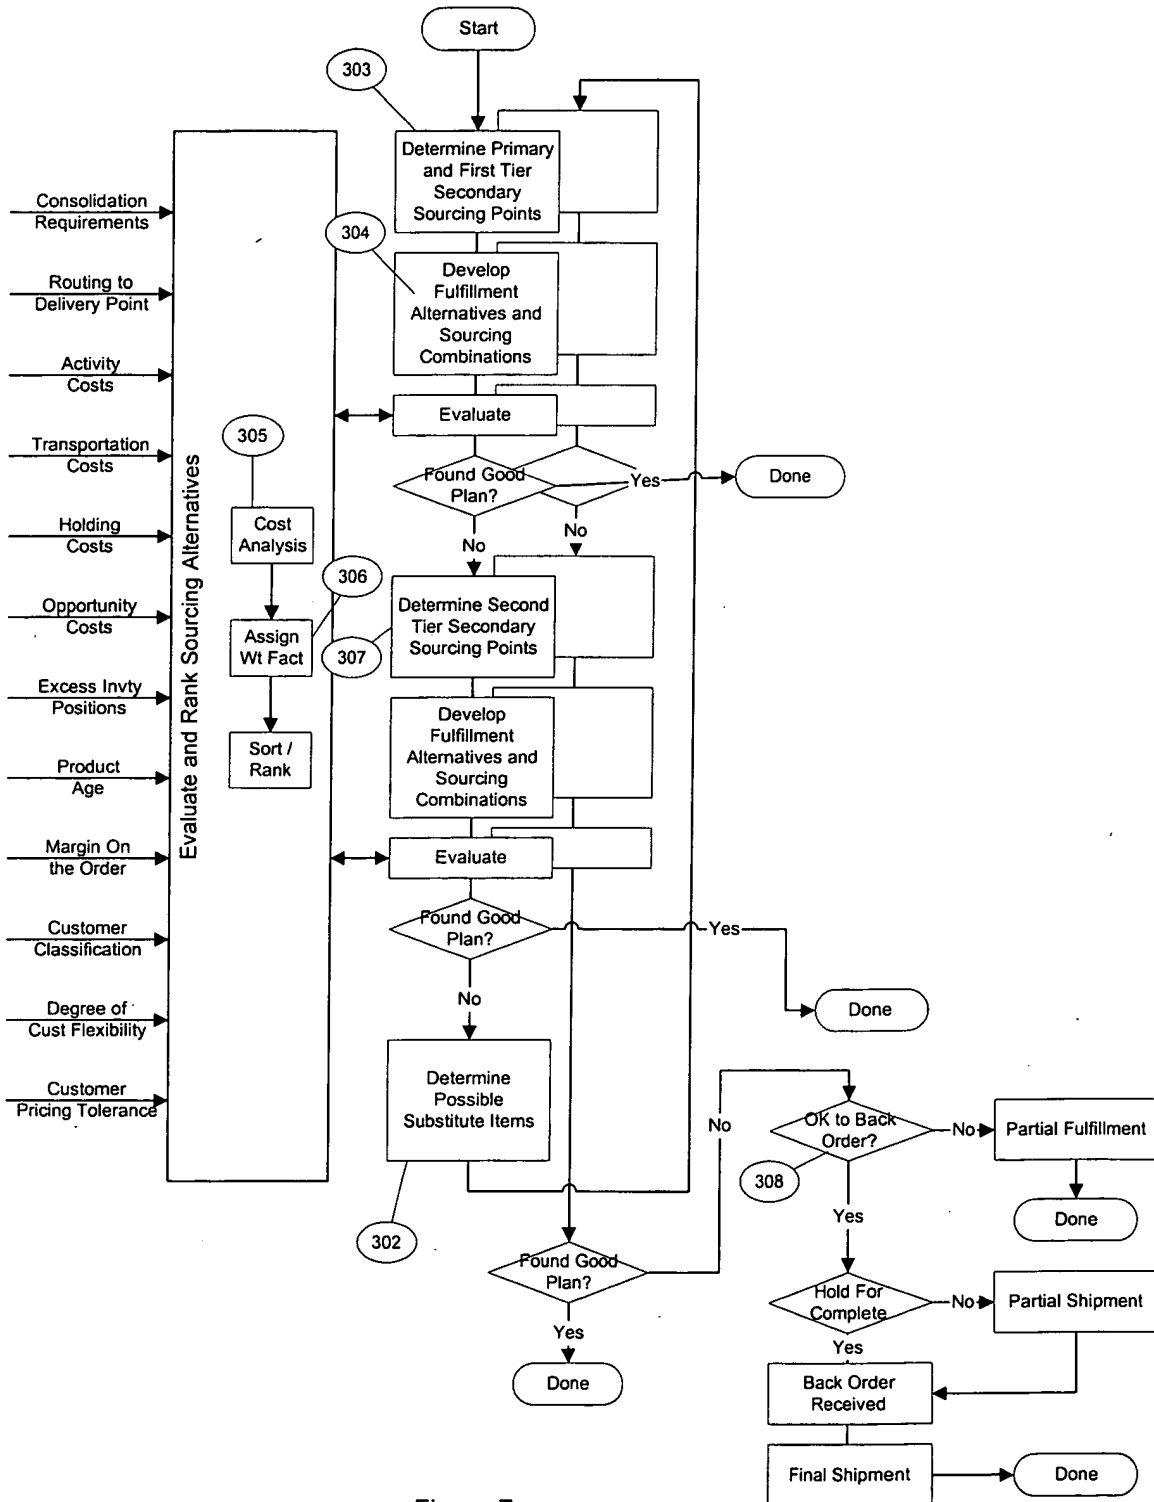 Start
303
Determine Primary
and First Tier
Secondary
Sourcing Points
Consolidation
Requirements
304
Develop
Fulfillment
Alternatives and
Sourcing
Combinations
Routing to
Delivery Point
Activity
Costs
Evaluate
Transportation
Costs
305
Found Good
Plan?
Yes
Done
Evaluate and Rank Sourcing Alternatives
Holding
Costs
Cost
Analysis
No
No
306
Opportunity
Costs
Assign
Wt Fact
307
Determine Second
Tier Secondary
Sourcing Points
Excess Invty
Positions
Develop
Fulfillment
Alternatives and
Sourcing
Combinations
Sort /
Rank
Product
Age
Margin On
the Order
Evaluate
Customer
Classification
Found Good
Plan?
Yes
No
Done
Degree of
Cust Flexibility
Determine
Possible
Substitute Items
Customer
Pricing Tolerance
No
OK to Back
Order?
No
Partial Fulfillment
308
Yes
Done
302
Found Good
Plan?
Hold For
Complete
No
Partial Shipment
Yes
Yes
Done
Back Order
Received
Final Shipment
Done